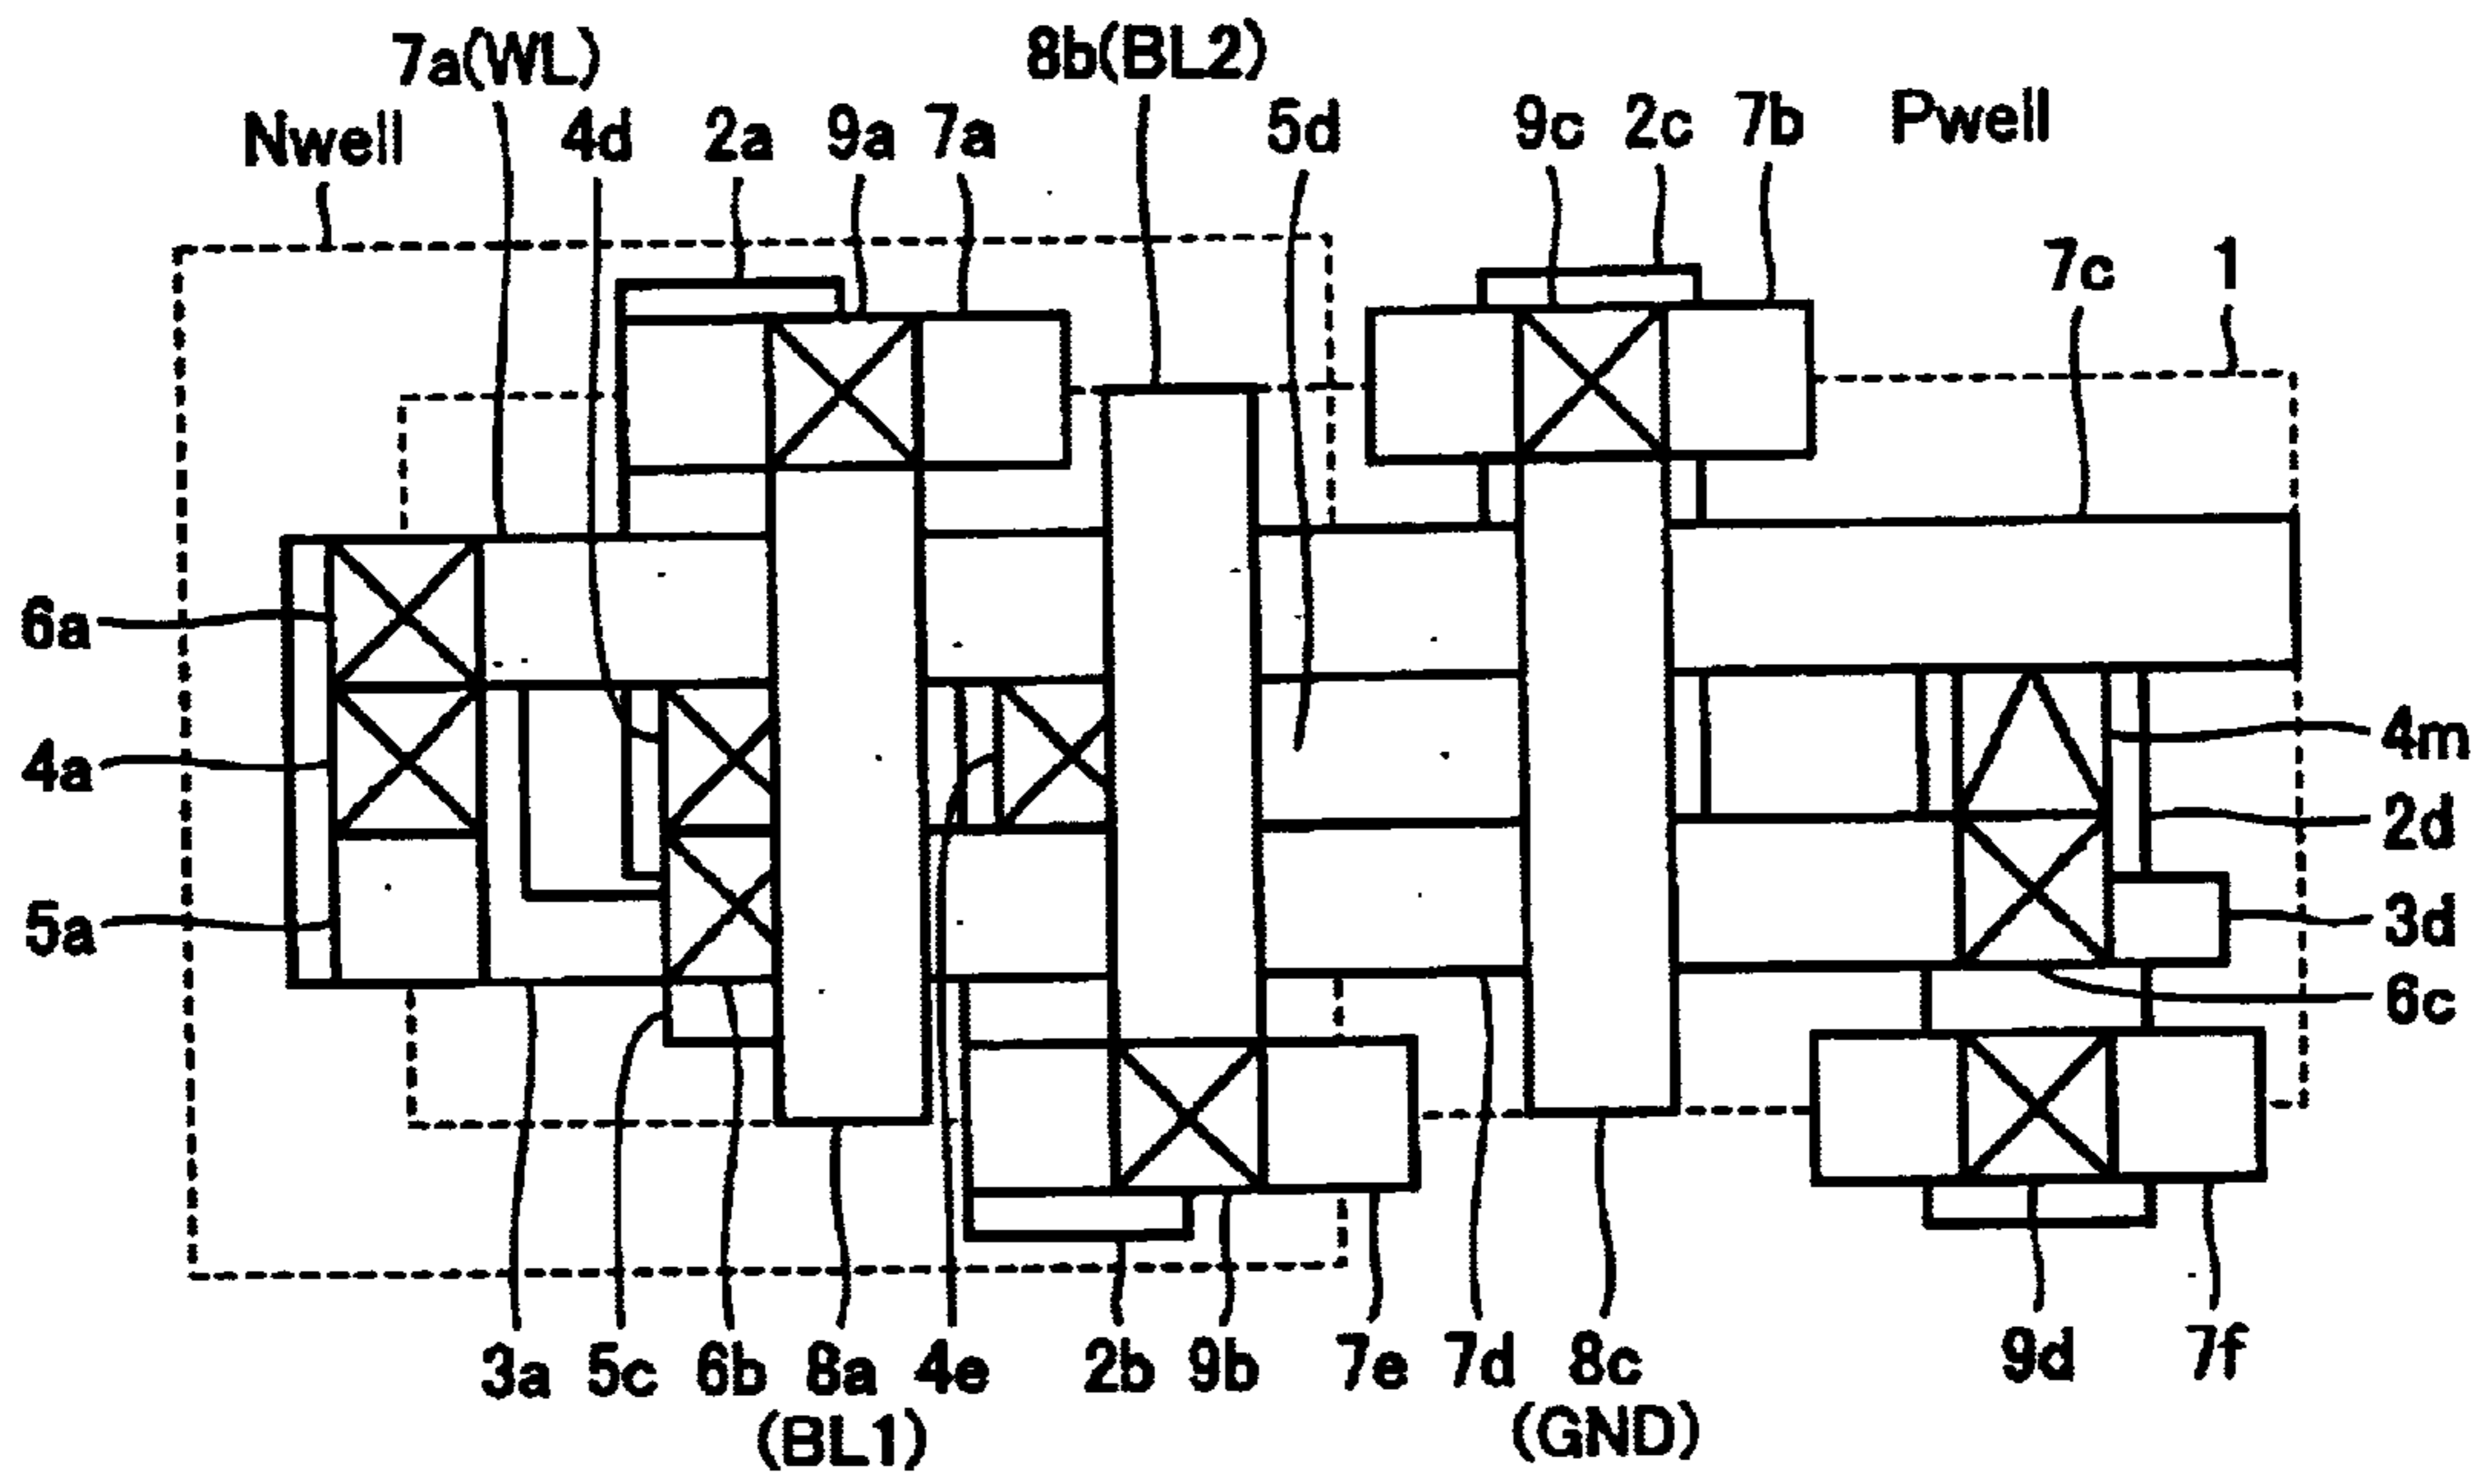 7a(WL)
8b(BL2)
Nwell
4d
2a
9a
7a
5d
9c
2c
7b
Pwell
7c
1
6a
4a
5a
4m
2d
3d
6c
3a
5c
6b
8a
(BL1)
4e
2b
9b
7e
7d
8c
(GND)
9d
7f